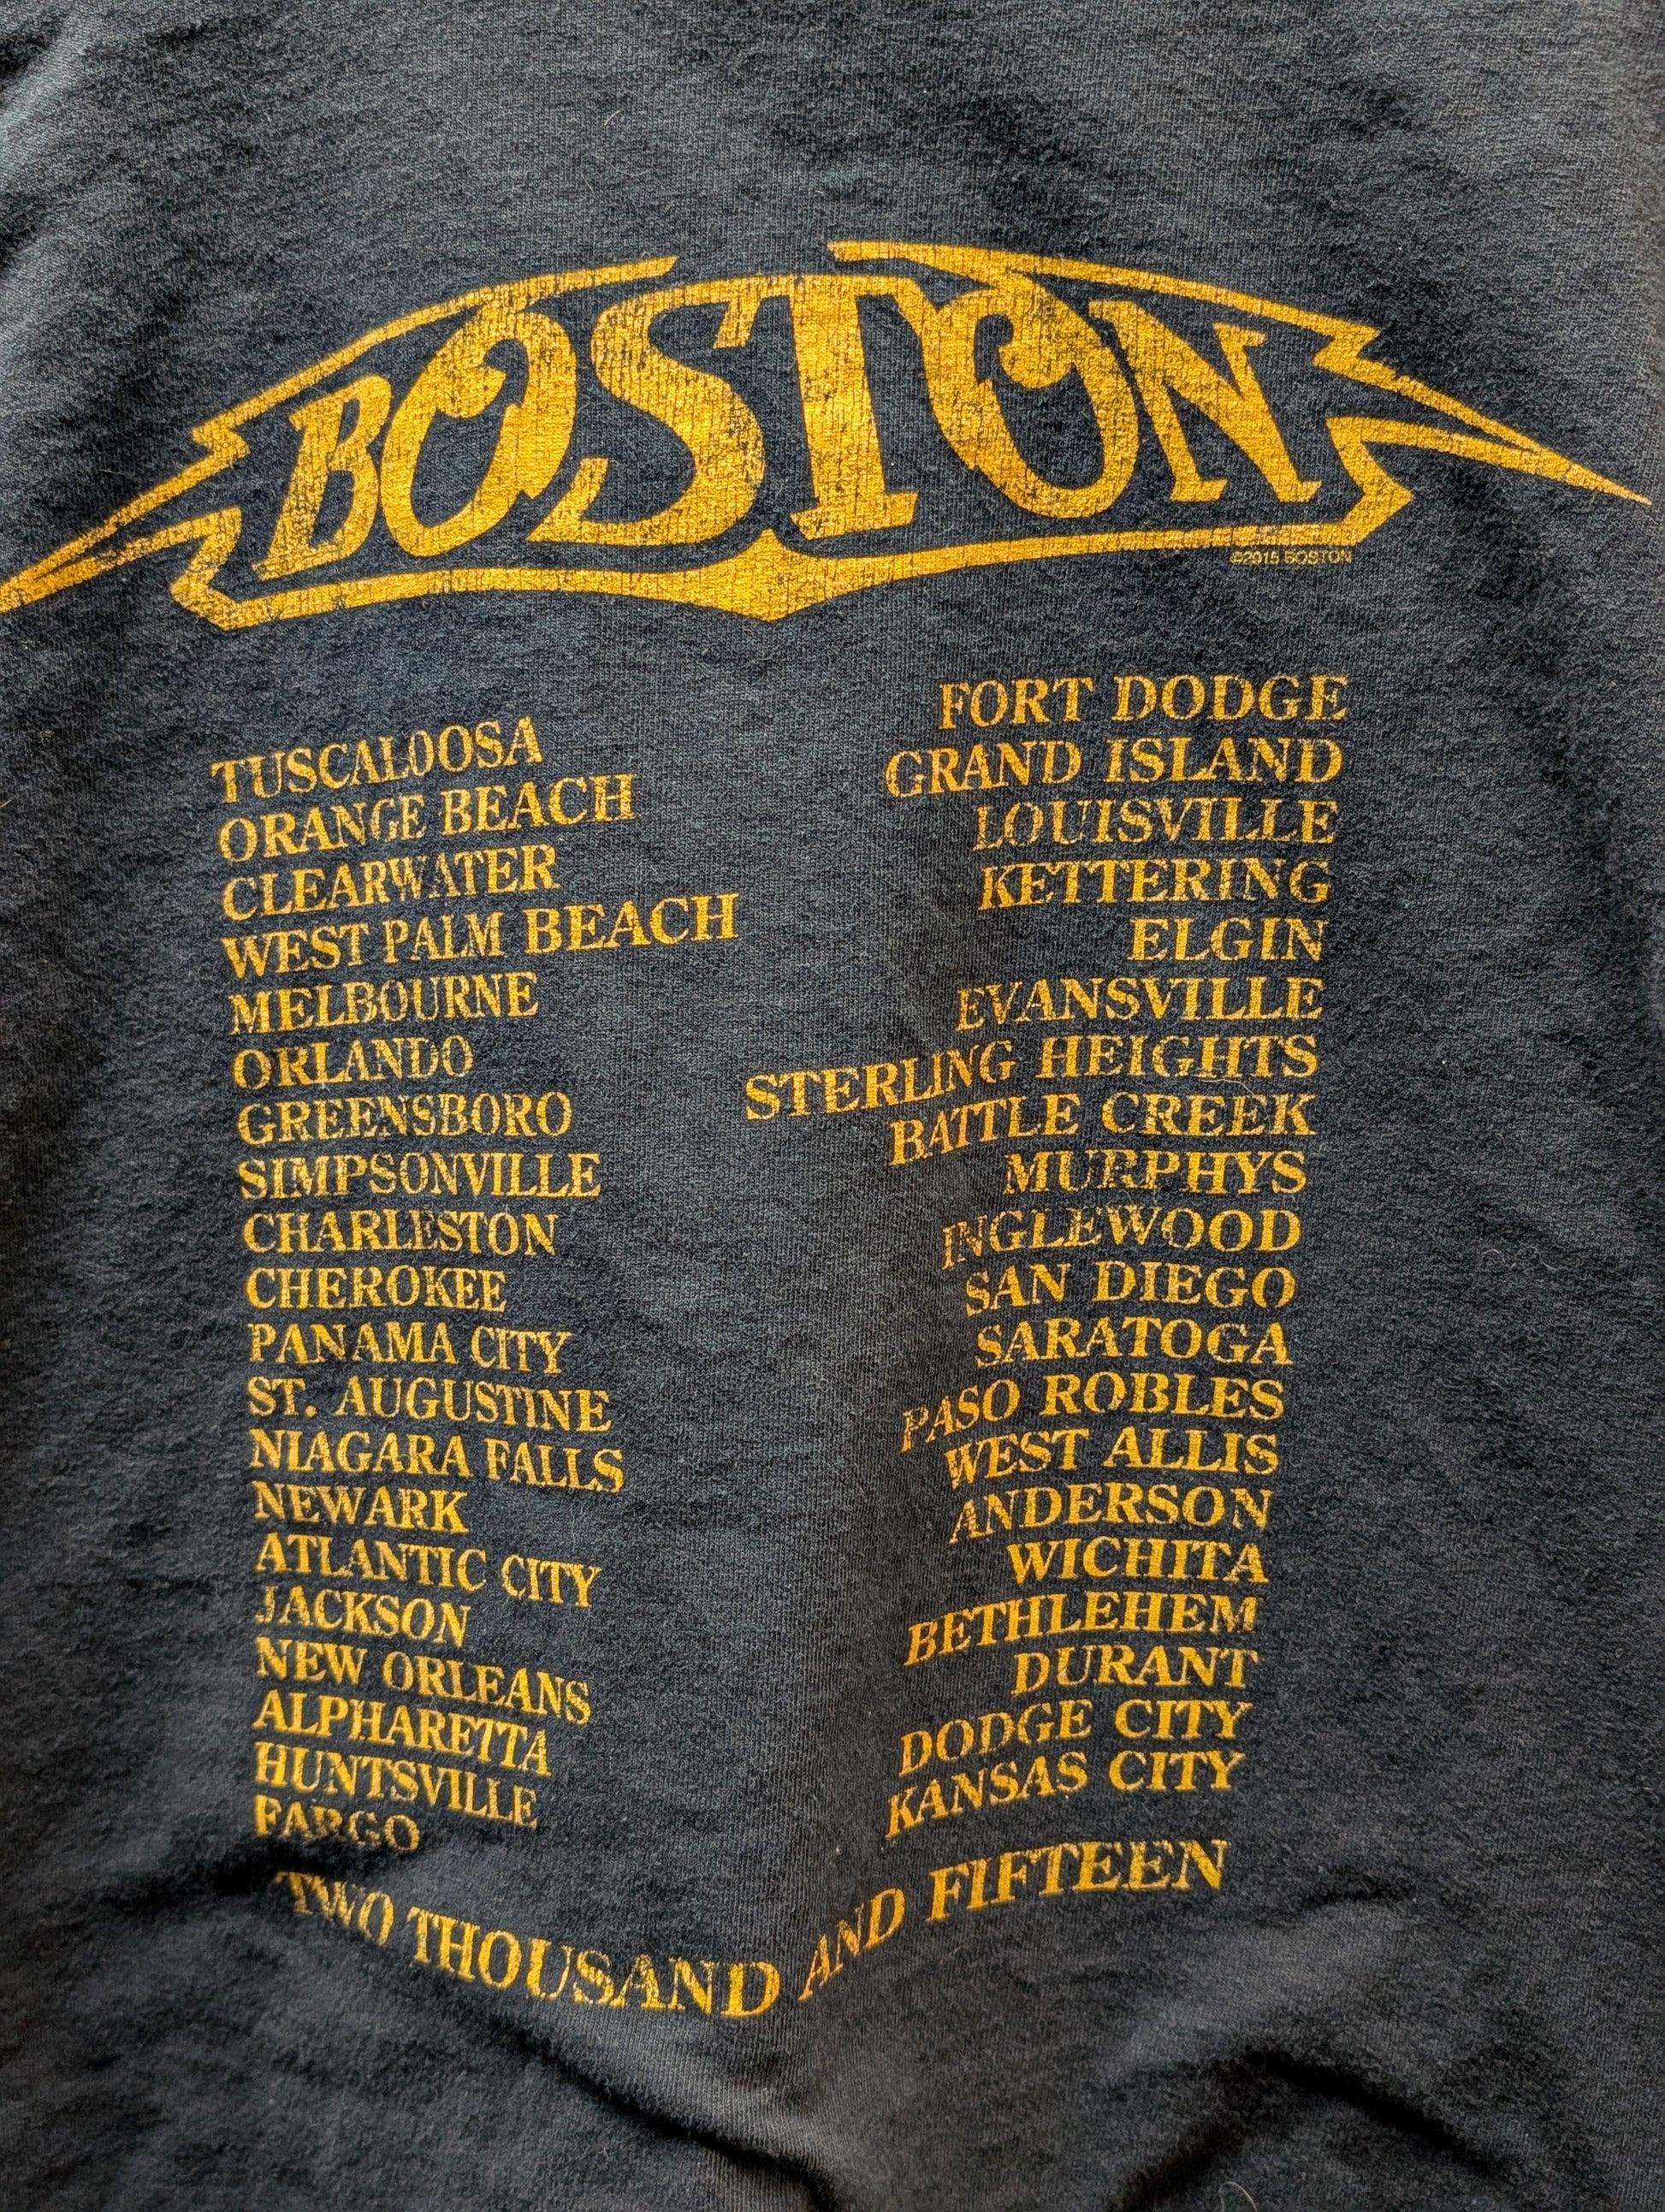 BOSTON
©2015 BOSTON
TUSCALOOSA
ORANGE BEACH
CLEARWATER
WEST PALM BEACH
MELBOURNE
ORLANDO
GREENSBORO
SIMPSONVILLE
CHARLESTON
CHEROKEE
PANAMA CITY
ST. AUGUSTINE
NIAGARA FALLS
NEWARK
ATLANTIC CITY
JACKSON
NEW ORLEANS
ALPHARETTA
HUNTSVILLE
FARGO
FORT DODGE
GRAND ISLAND
LOUISVILLE
KETTERING
ELGIN
EVANSVILLE
STERLING HEIGHTS
BATTLE CREEK
MURPHYS
INGLEWOOD
SAN DIEGO
SARATOGA
PASO ROBLES
WEST ALLIS
ANDERSON
WICHITA
BETHLEHEM
DURANT
DODGE CITY
KANSAS CITY
TWO THOUSAND AND FIFTEEN